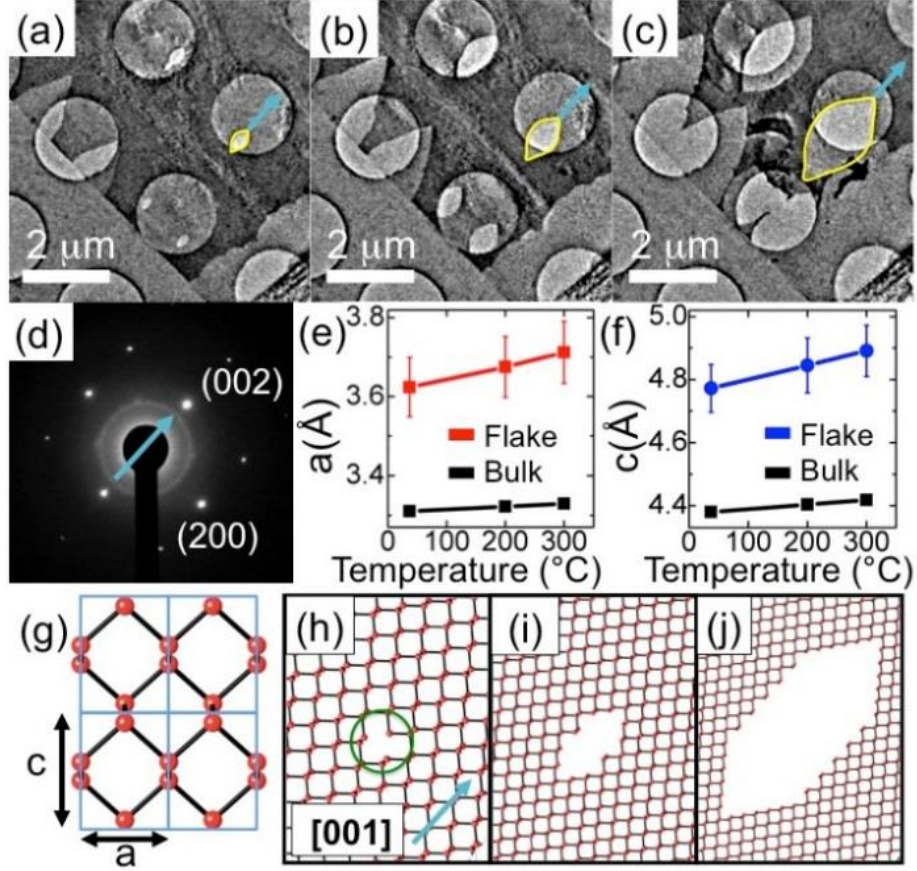 (a)
2 μm
(b)
2 μm
(c)
2 μm
(d)
(002)
(200)
(e)
a(Å)
3.8
3.6
3.4
Flake
Bulk
0 100 200 300
Temperature (°C)
(f)
c(Å)
5.0
4.8
4.6
4.4
Flake
Bulk
0 100 200 300
Temperature (°C)
(g)
c
a
(h)
[001]
(i)
(j)